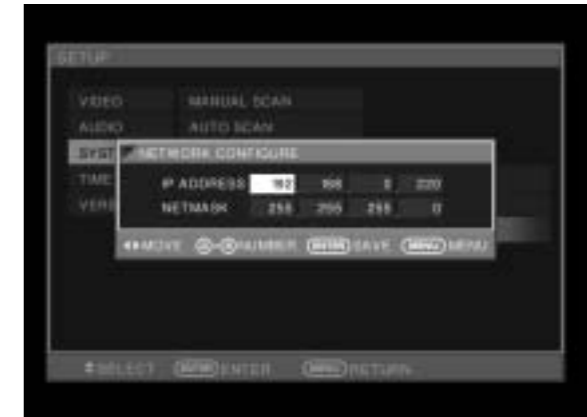 SETUP
VIDEO MANUAL SCAN
AUDIO AUTO SCAN
SYST NETWORK CONFIGURE
TIME IP ADDRESS 192 168 0 220
VERS NETMASK 255 255 255 0
MOVE NUMBER ENTER SAVE MENU MENU
SELECT ENTER ENTER MENU RETURN